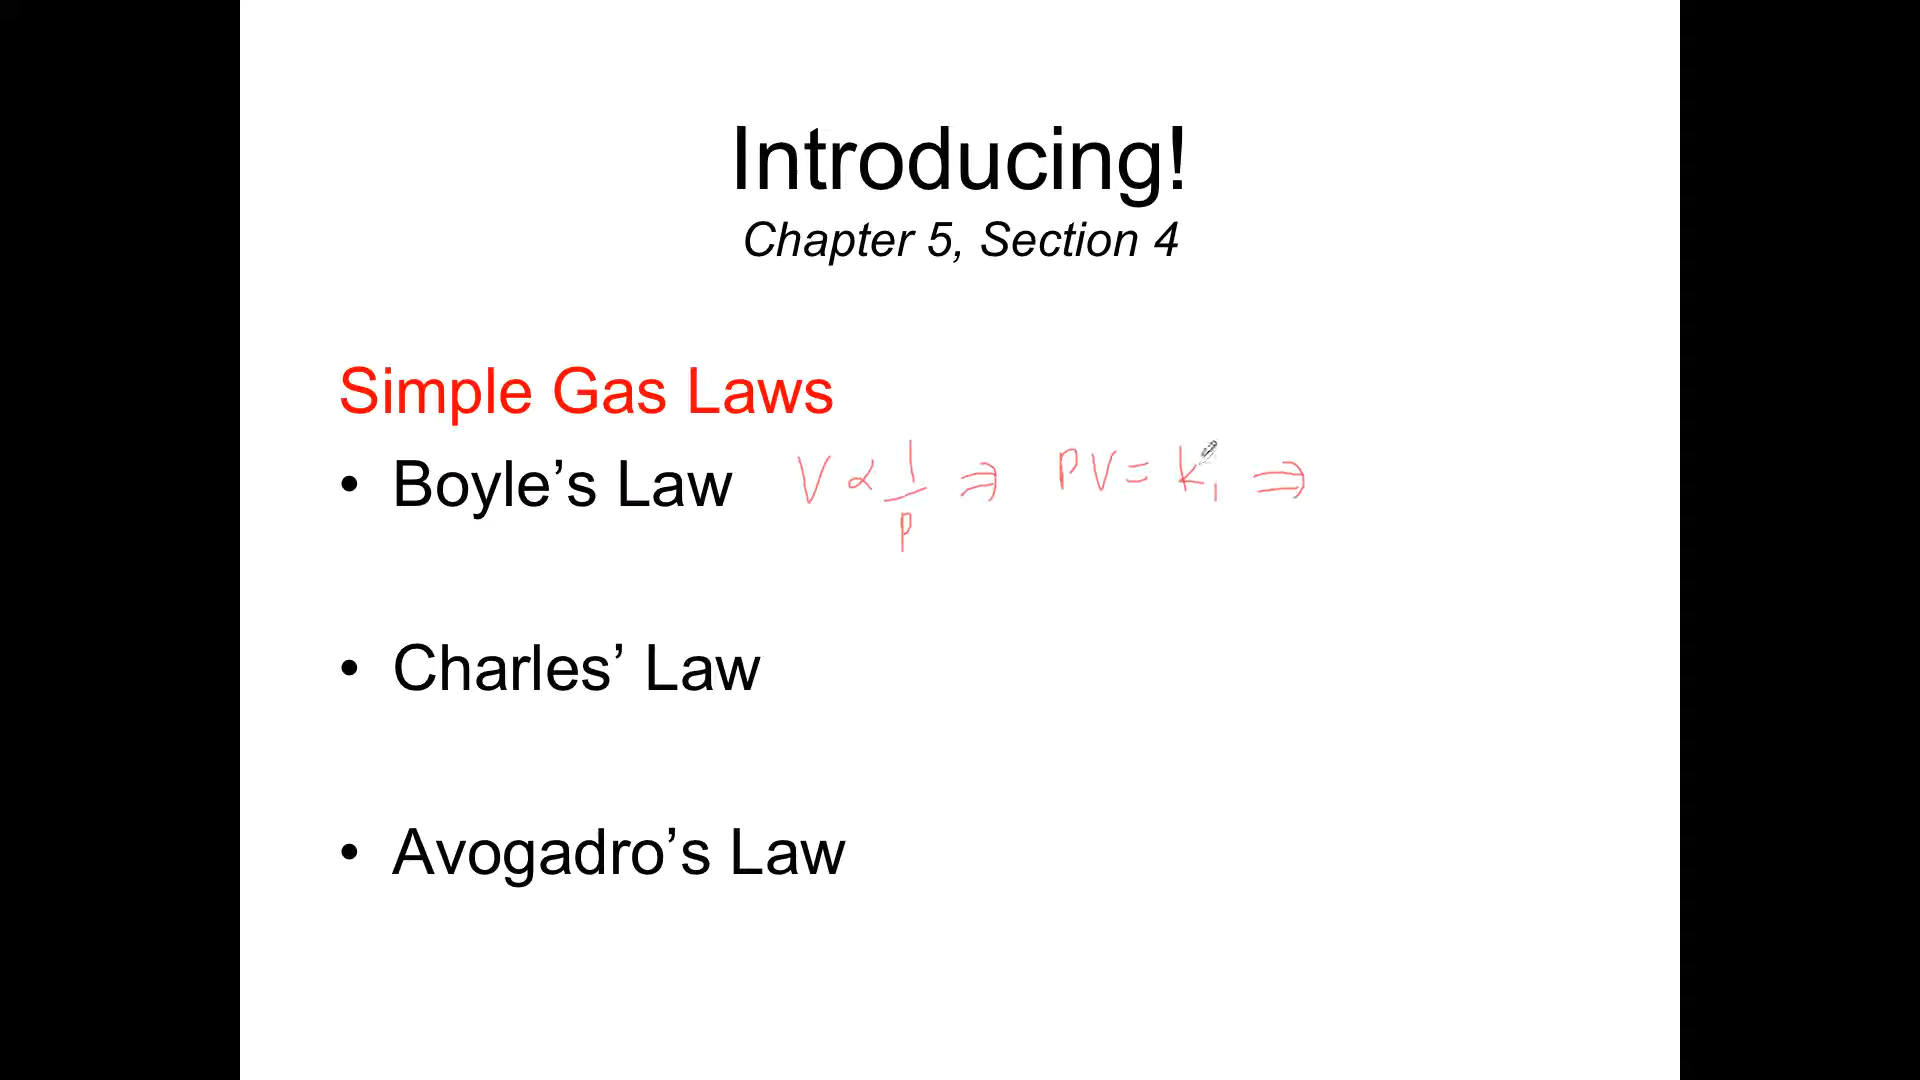 Introducing!
Chapter 5, Section 4
Simple Gas Laws
• Boyle’s Law V ∝ 1/P ⇒ PV = k₁ ⇒
• Charles’ Law
• Avogadro’s Law